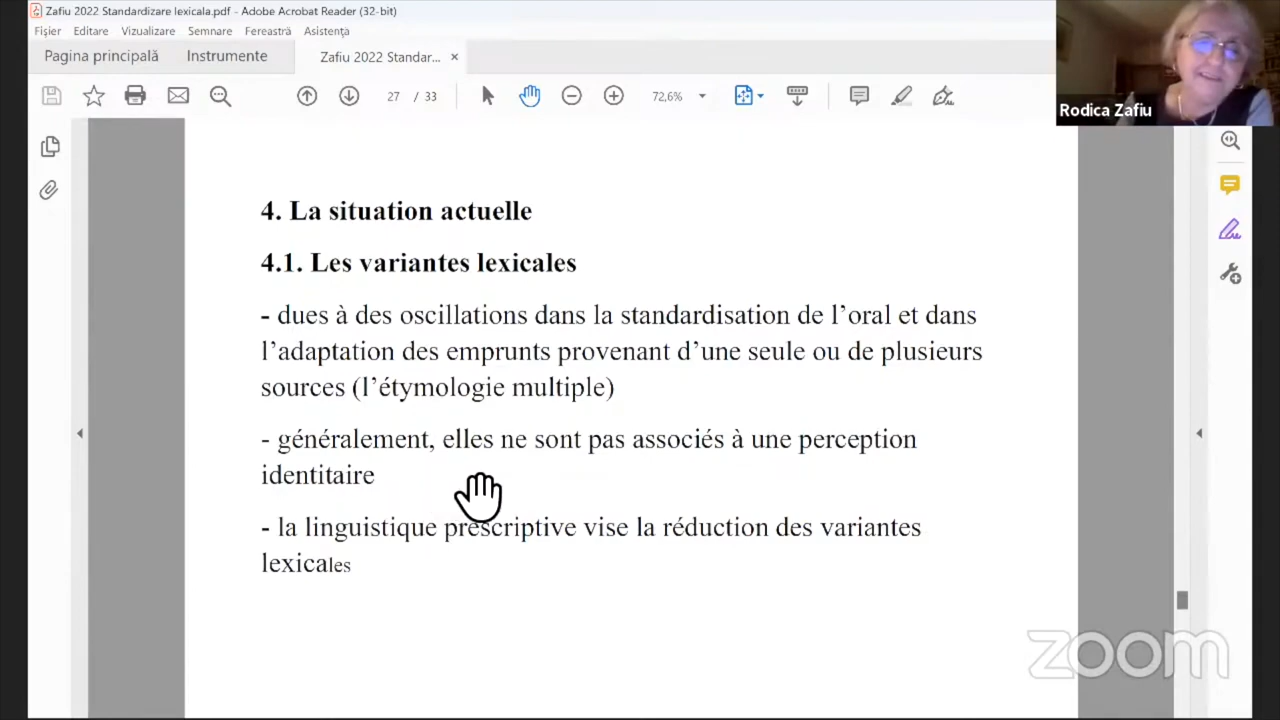 Zafiu 2022 Standardizare lexicala.pdf - Adobe Acrobat Reader (32-bit)
Fișier Editare Vizualizare Semnare Fereastră Asistența
Pagina principală Instrumente Zafiu 2022 Standar... ×
27 / 33 72,6%
Rodica Zafiu
4. La situation actuelle
4.1. Les variantes lexicales
- dues à des oscillations dans la standardisation de l’oral et dans
l’adaptation des emprunts provenant d’une seule ou de plusieurs
sources (l’étymologie multiple)
- généralement, elles ne sont pas associés à une perception
identitaire
- la linguistique prescriptive vise la réduction des variantes
lexicales
zoom